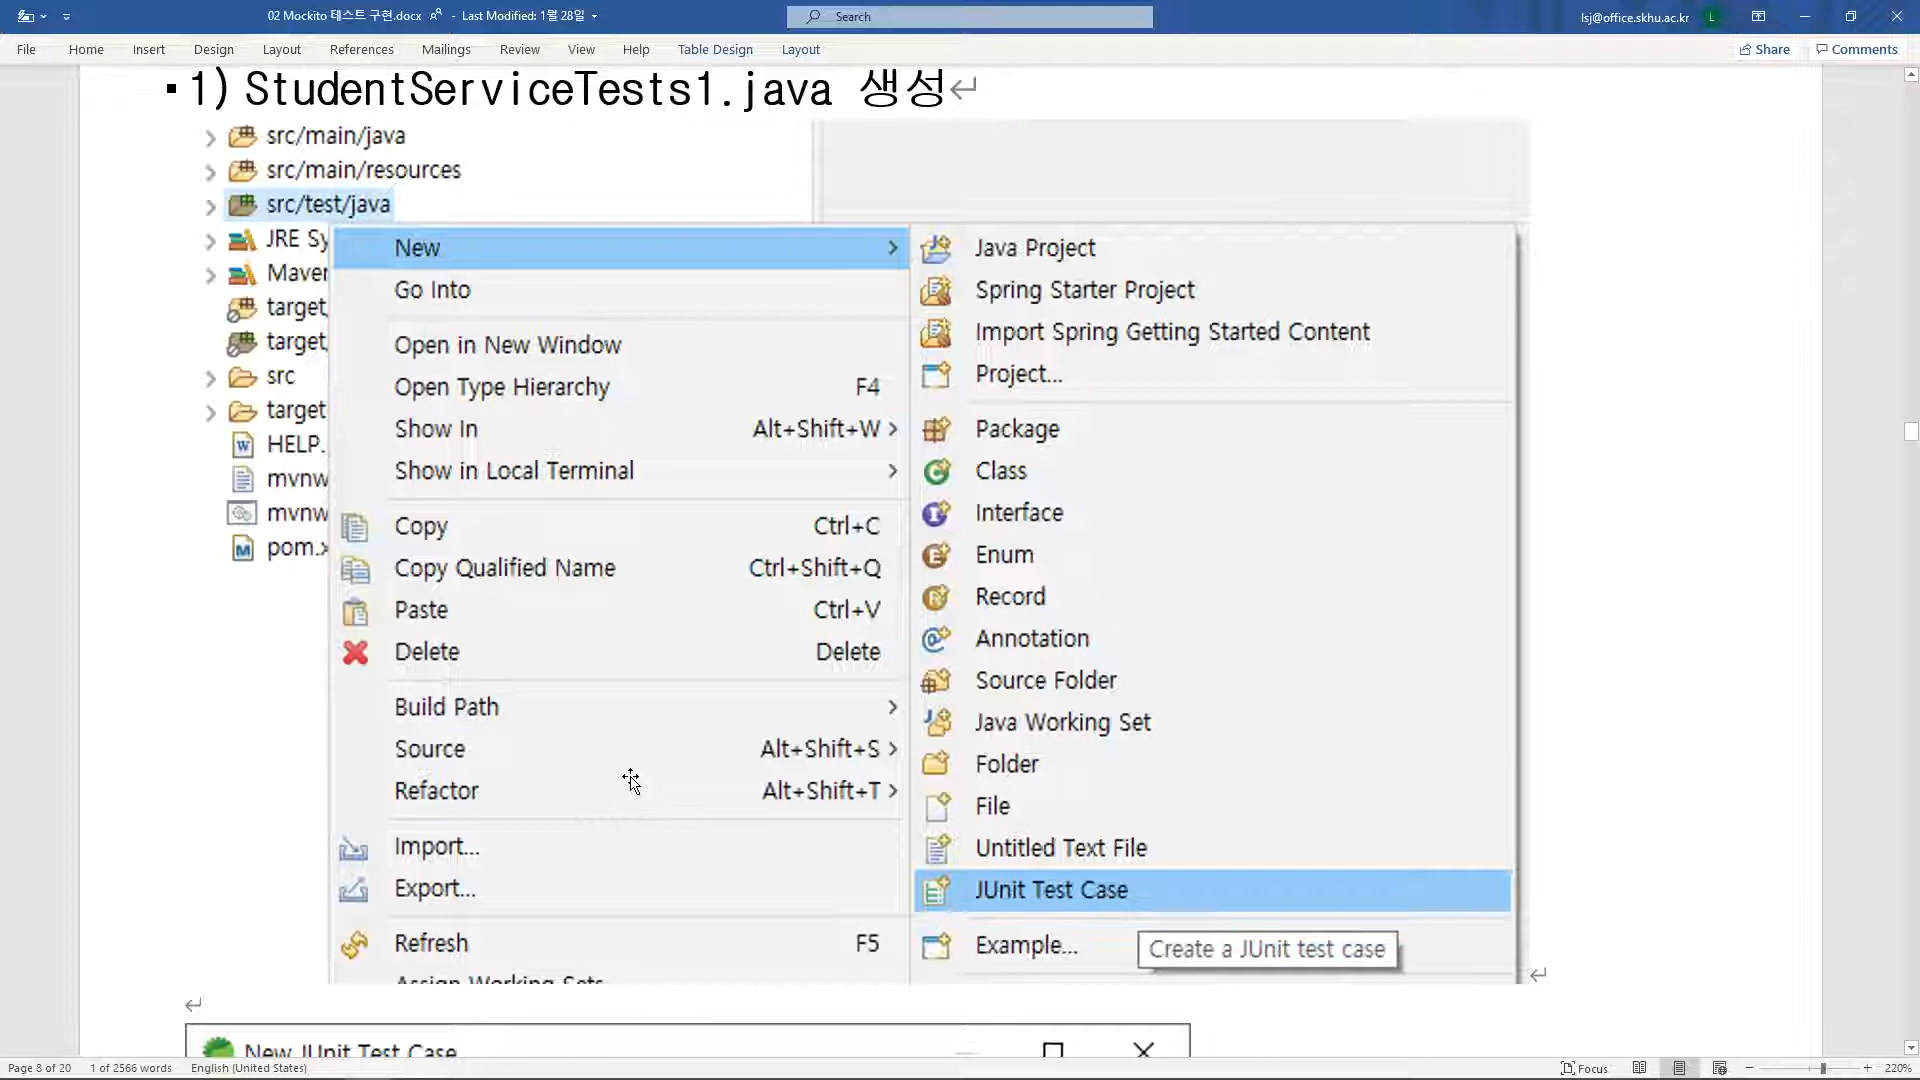 02 Mockito 테스트 구현.docx - Last Modified: 1월 28일
Search
lsj@office.skhu.ac.kr L
File Home Insert Design Layout References Mailings Review View Help Table Design Layout Share Comments
1) StudentServiceTests1.java 생성
src/main/java
src/main/resources
src/test/java
JRE Sy
Maven
target
target
src
target
HELP.
mvnw
mvnw
pom.x
New
Go Into
Open in New Window
Open Type Hierarchy F4
Show In Alt+Shift+W
Show in Local Terminal
Copy Ctrl+C
Copy Qualified Name Ctrl+Shift+Q
Paste Ctrl+V
Delete Delete
Build Path
Source Alt+Shift+S
Refactor Alt+Shift+T
Import...
Export...
Refresh F5
Assign Working Sets
Java Project
Spring Starter Project
Import Spring Getting Started Content
Project...
Package
Class
Interface
Enum
Record
Annotation
Source Folder
Java Working Set
Folder
File
Untitled Text File
JUnit Test Case
Example...
Create a JUnit test case
New JUnit Test Case
Page 8 of 20 1 of 2566 words English (United States) Focus 220%